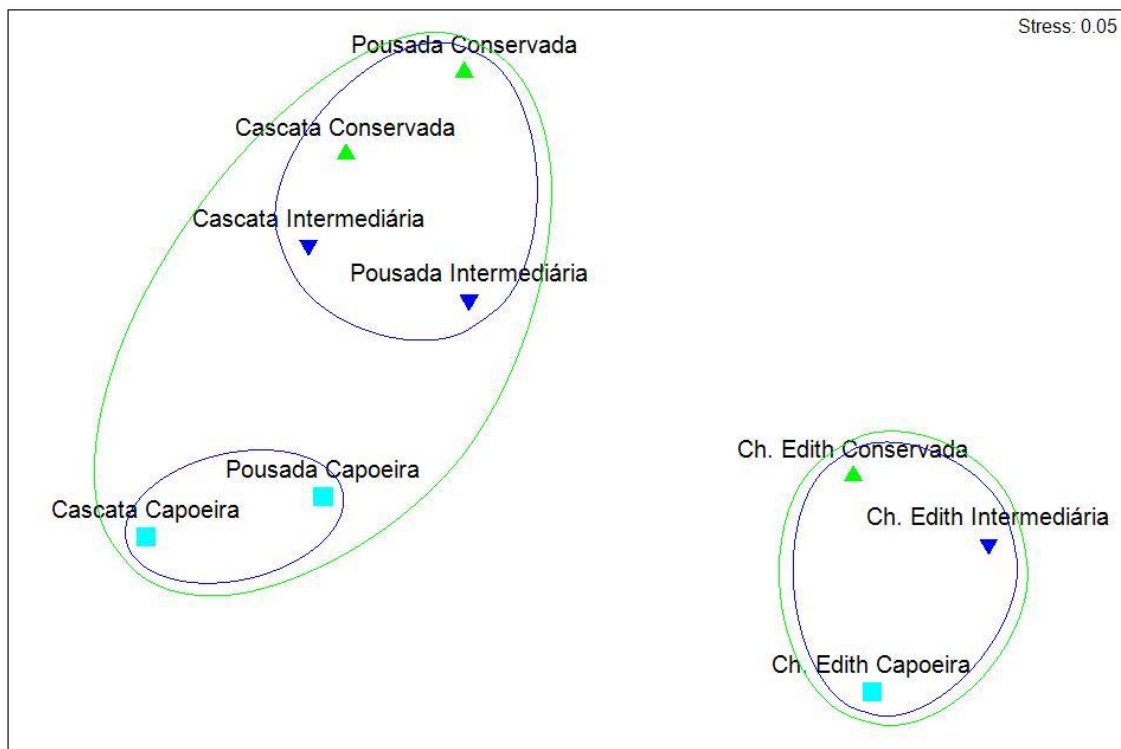 Stress: 0.05
Pousada Conservada
Cascata Conservada
Cascata Intermediária
Pousada Intermediária
Pousada Capoeira
Cascata Capoeira
Ch. Edith Conservada
Ch. Edith Intermediária
Ch. Edith Capoeira